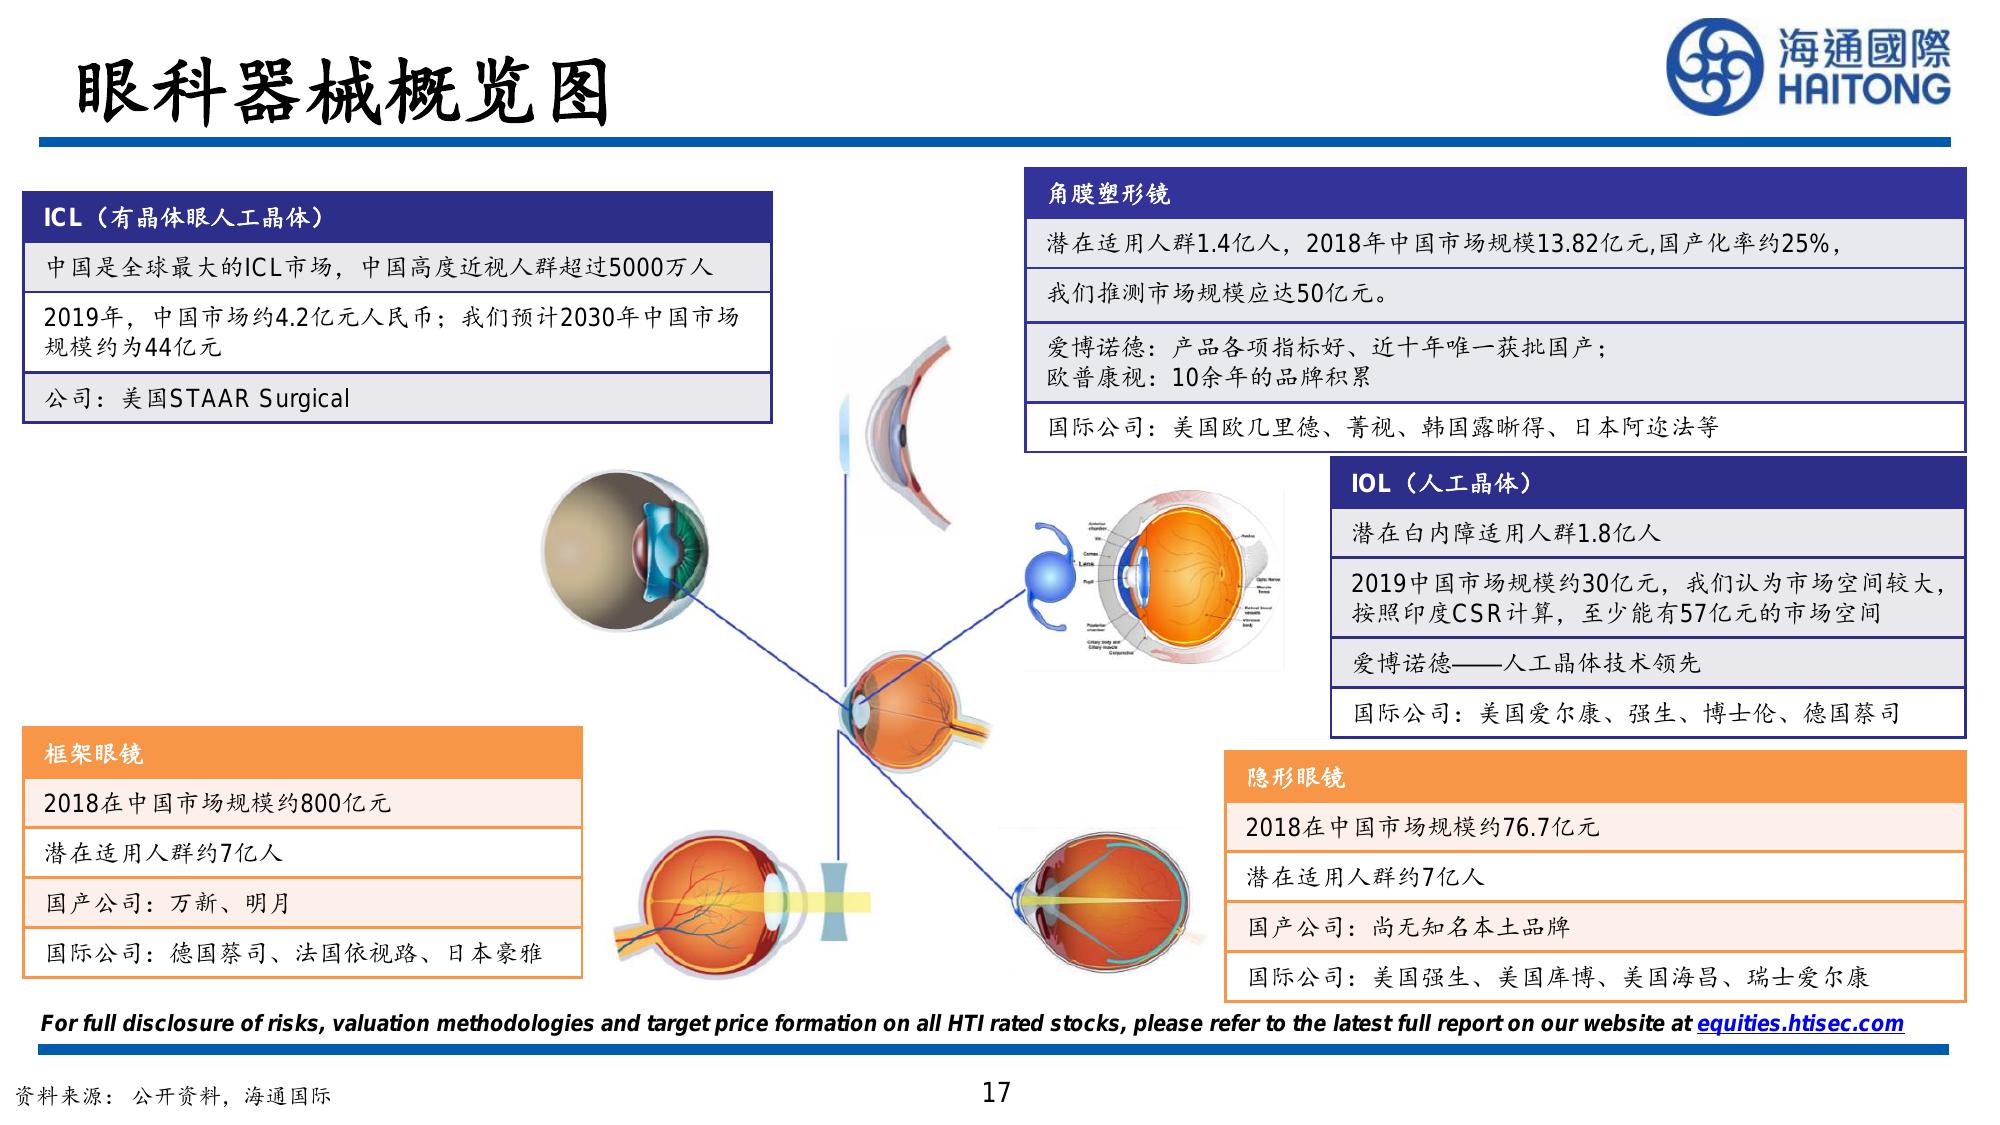 眼科器械概览图
海通國際
HAITONG
ICL（有晶体眼人工晶体）
中国是全球最大的ICL市场，中国高度近视人群超过5000万人
2019年，中国市场约4.2亿元人民币；我们预计2030年中国市场
规模约为44亿元
公司：美国STAAR Surgical
角膜塑形镜
潜在适用人群1.4亿人，2018年中国市场规模13.82亿元,国产化率约25%，
我们推测市场规模应达50亿元。
爱博诺德：产品各项指标好、近十年唯一获批国产；
欧普康视：10余年的品牌积累
国际公司：美国欧几里德、菁视、韩国露晰得、日本阿迩法等
IOL（人工晶体）
潜在白内障适用人群1.8亿人
2019中国市场规模约30亿元，我们认为市场空间较大，
按照印度CSR计算，至少能有57亿元的市场空间
爱博诺德——人工晶体技术领先
国际公司：美国爱尔康、强生、博士伦、德国蔡司
Lens
框架眼镜
2018在中国市场规模约800亿元
潜在适用人群约7亿人
国产公司：万新、明月
国际公司：德国蔡司、法国依视路、日本豪雅
隐形眼镜
2018在中国市场规模约76.7亿元
潜在适用人群约7亿人
国产公司：尚无知名本土品牌
国际公司：美国强生、美国库博、美国海昌、瑞士爱尔康
For full disclosure of risks, valuation methodologies and target price formation on all HTI rated stocks, please refer to the latest full report on our website at equities.htisec.com
资料来源： 公开资料，海通国际
17